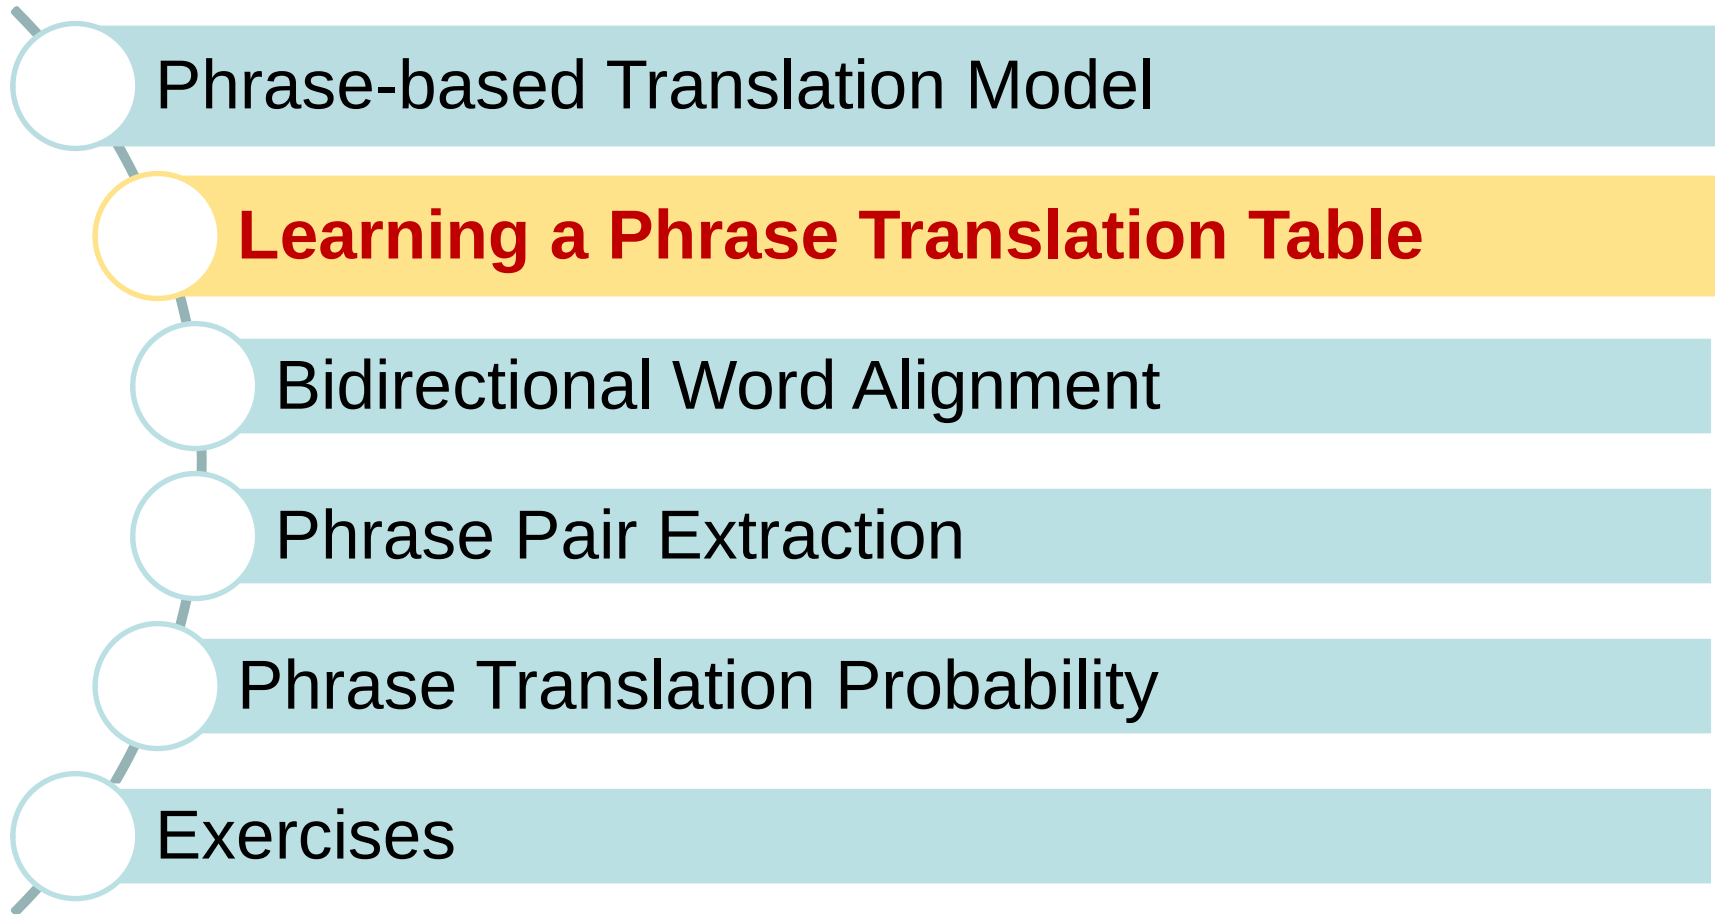 Phrase-based Translation Model
Learning a Phrase Translation Table
Bidirectional Word Alignment
Phrase Pair Extraction
Phrase Translation Probability
Exercises